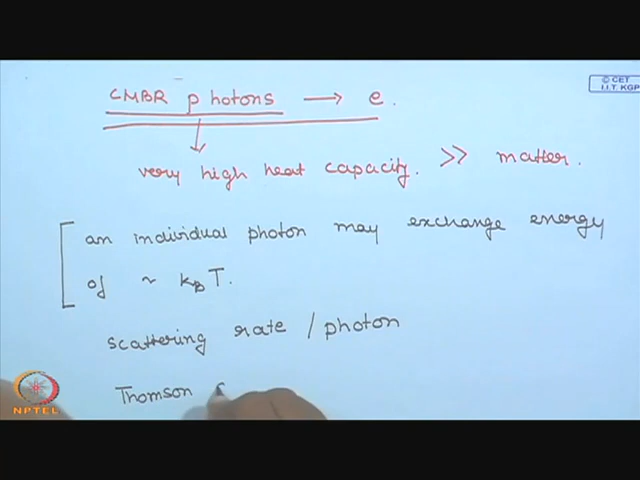 © CET
I.I.T. KGP
CMBR photons → e.
very high heat capacity. >> matter.
an individual photon may exchange energy
of ~ k_B T.
scattering rate / photon
Thomson
NPTEL